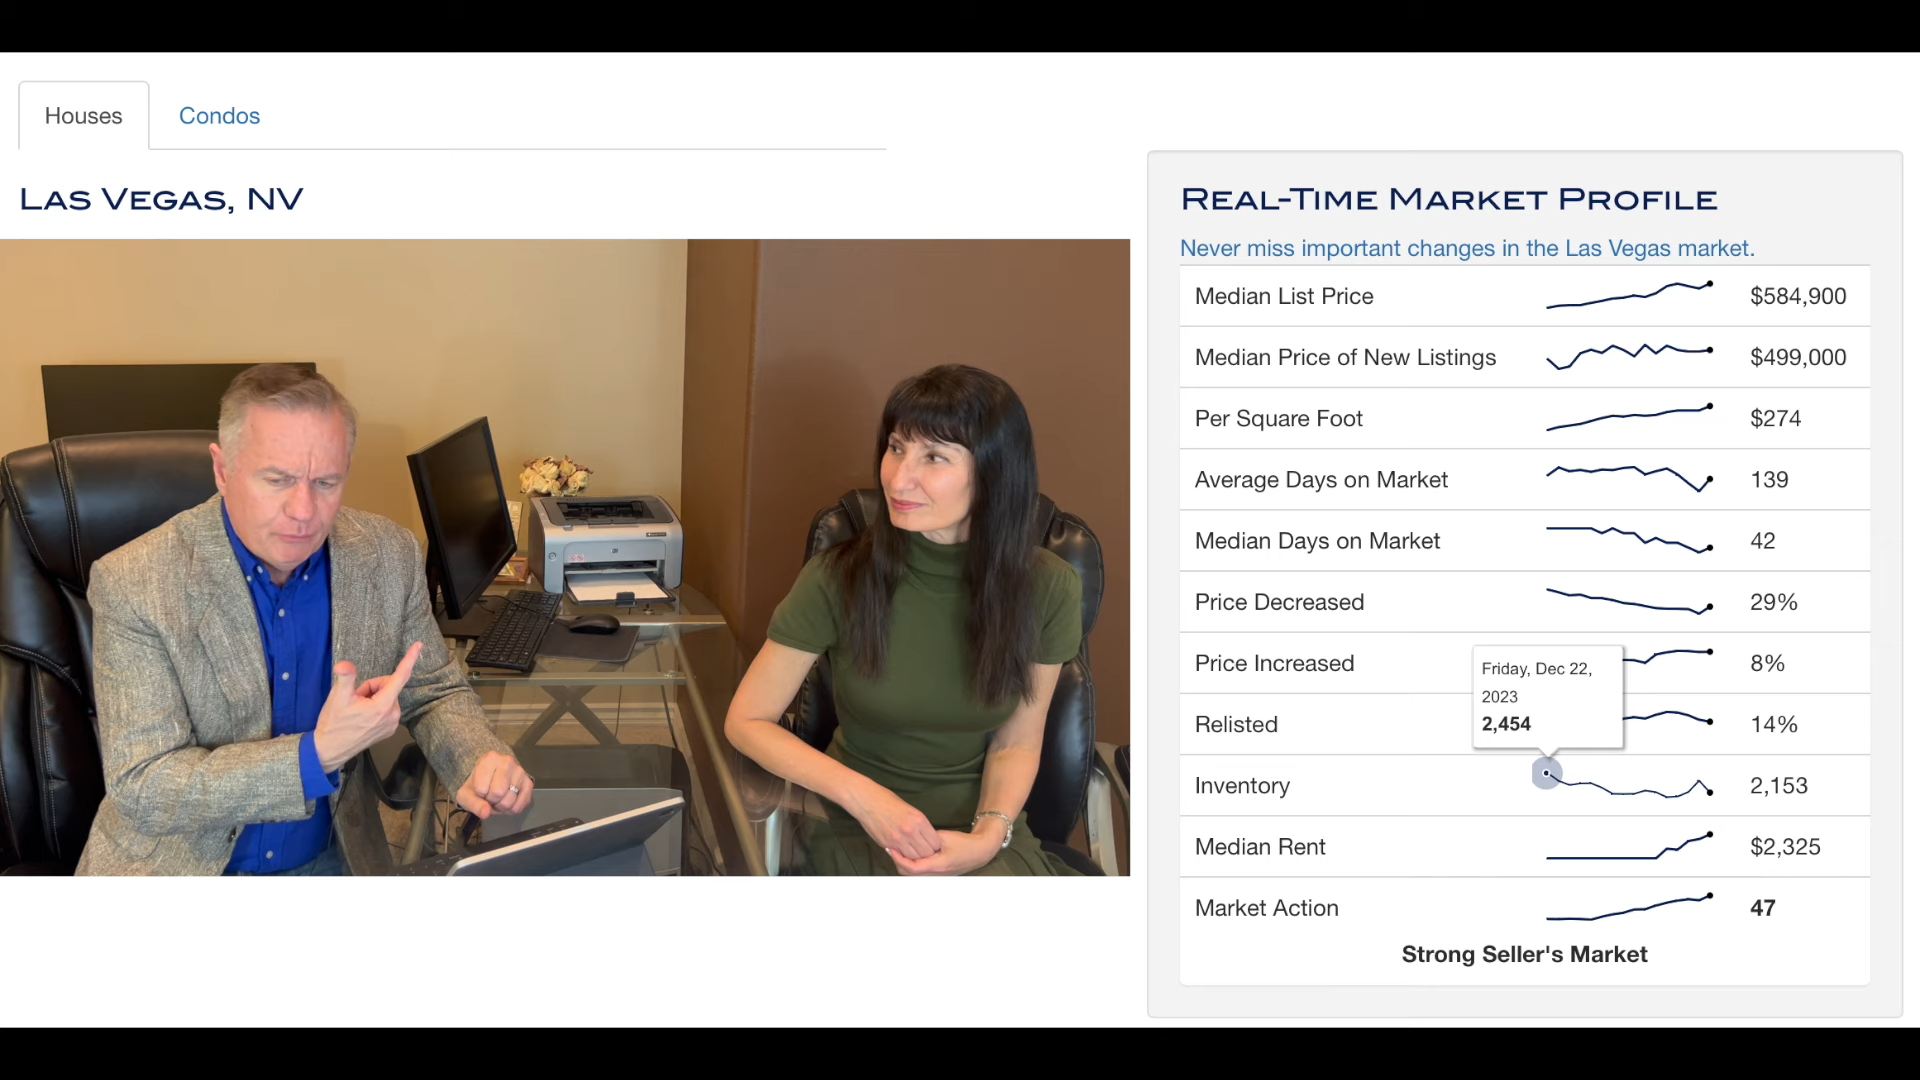 Houses
Condos
Las Vegas, NV
Real-Time Market Profile
Never miss important changes in the Las Vegas market.
Median List Price $584,900
Median Price of New Listings $499,000
Per Square Foot $274
Average Days on Market 139
Median Days on Market 42
Price Decreased 29%
Price Increased 8%
Friday, Dec 22,
2023
2,454
Relisted 14%
Inventory 2,153
Median Rent $2,325
Market Action 47
Strong Seller's Market